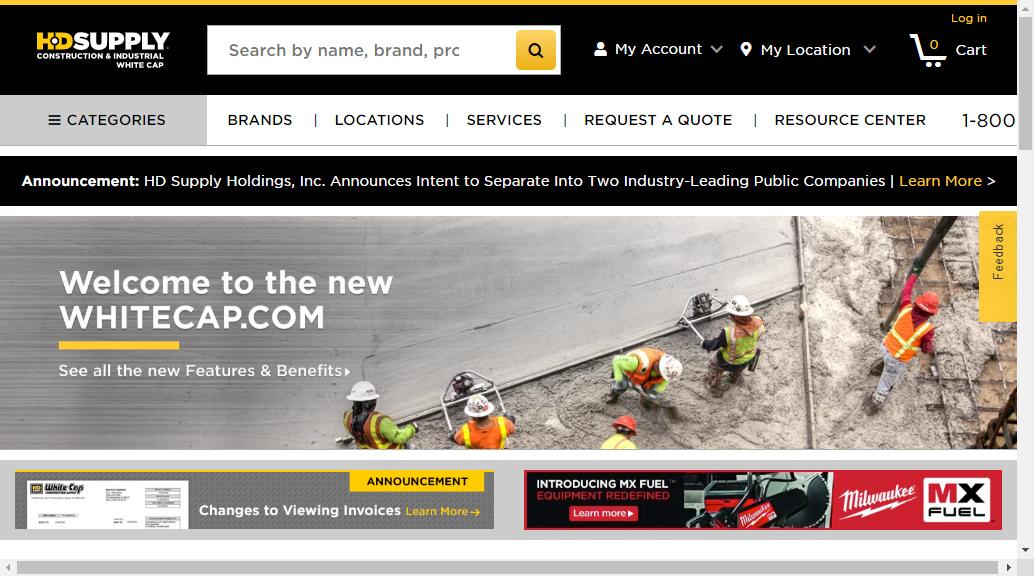 Log in
HD SUPPLY
CONSTRUCTION & INDUSTRIAL
WHITE CAP
Search by name, brand, prc
My Account
My Location
0
Cart
CATEGORIES
BRANDS | LOCATIONS | SERVICES | REQUEST A QUOTE | RESOURCE CENTER
1-800
Announcement: HD Supply Holdings, Inc. Announces Intent to Separate Into Two Industry-Leading Public Companies | Learn More >
Feedback
Welcome to the new
WHITECAP.COM
See all the new Features & Benefits
White Cap
ANNOUNCEMENT
Changes to Viewing Invoices Learn More
INTRODUCING MX FUEL™
EQUIPMENT REDEFINED
Learn more
Milwaukee
Milwaukee
MX
FUEL